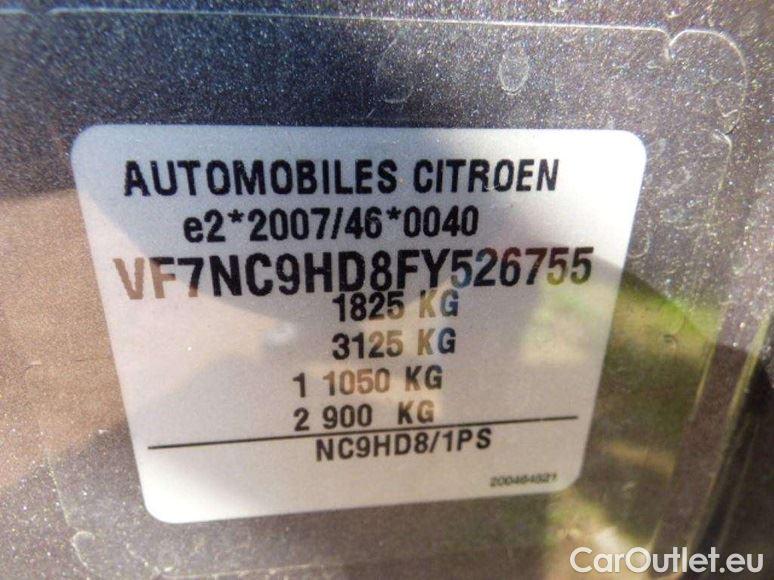 AUTOMOBILES CITROEN
e2*2007/46*0040
VF7NC9HD8FY526755
1825 KG
3125 KG
1 1050 KG
2 900 KG
NC9HD8/1PS
200464521
CarOutlet.eu